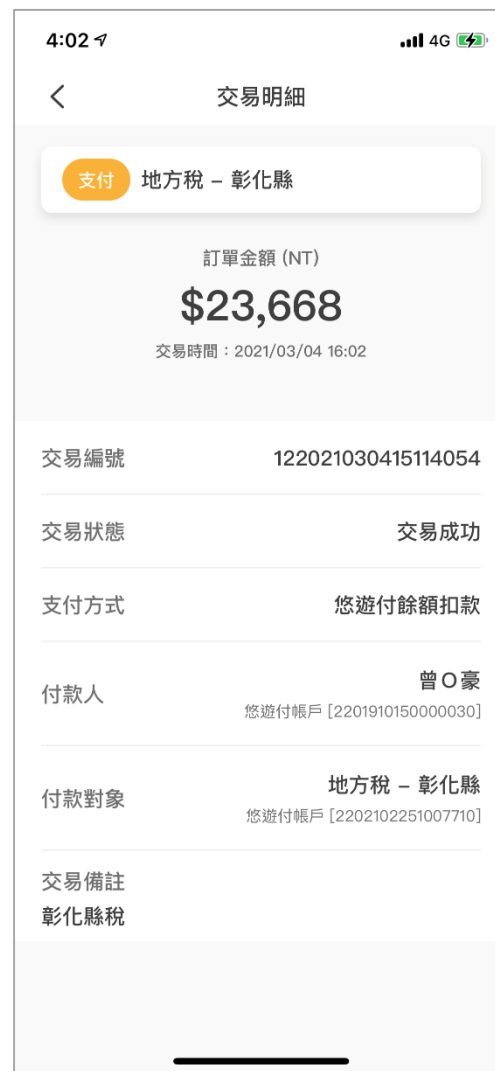 4:02 4G
交易明細
支付 地方稅 – 彰化縣
訂單金額 (NT)
$23,668
交易時間：2021/03/04 16:02
交易編號 122021030415114054
交易狀態 交易成功
支付方式 悠遊付餘額扣款
付款人 曾O豪
悠遊付帳戶 [2201910150000030]
付款對象 地方稅 – 彰化縣
悠遊付帳戶 [2202102251007710]
交易備註
彰化縣稅